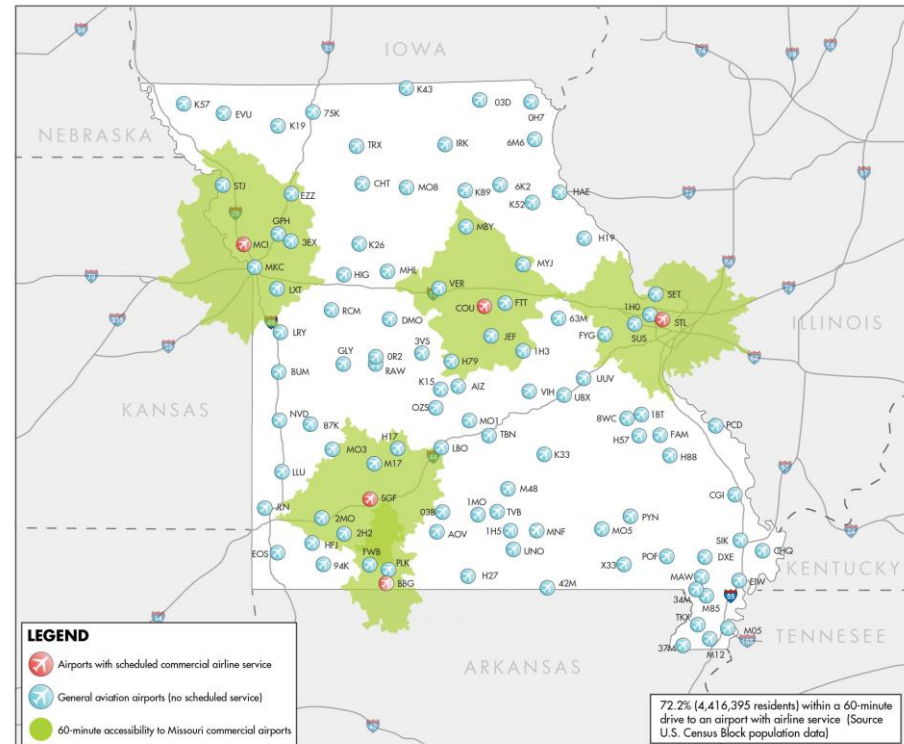 IOWA
NEBRASKA
KANSAS
ILLINOIS
KENTUCKY
TENNESSEE
ARKANSAS
K57
EVU
K19
75K
K43
03D
0H7
TRX
IRK
6M6
STJ
EZZ
CHT
MO8
K89
6K2
K52
HAE
GPH
MCI
3EX
K26
MBY
H19
MKC
HIG
MHL
MYJ
LXT
VER
SET
RCM
COU
FTT
1H0
STL
DMO
63M
SUS
LRY
JEF
FYG
3VS
1H3
GLY
0R2
RAW
H79
BUM
K15
AIZ
VIH
UUV
UBX
OZS
NVD
87K
MO1
8WC
1BT
PCD
H17
TBN
H57
FAM
MO3
M17
LBO
K33
H88
LLU
SGF
M48
CGI
JLN
2MO
03B
1MO
TVB
PYN
2H2
AOV
1H5
MNF
MO5
SIK
HFJ
UNO
CHQ
EOS
94K
FWB
PLK
POF
DXE
X33
BBG
H27
42M
MAW
EIW
34M
M85
TKX
M05
37M
M12
LEGEND
Airports with scheduled commercial airline service
General aviation airports (no scheduled service)
60-minute accessibility to Missouri commercial airports
72.2% (4,416,395 residents) within a 60-minute
drive to an airport with airline service (Source
U.S. Census Block population data)